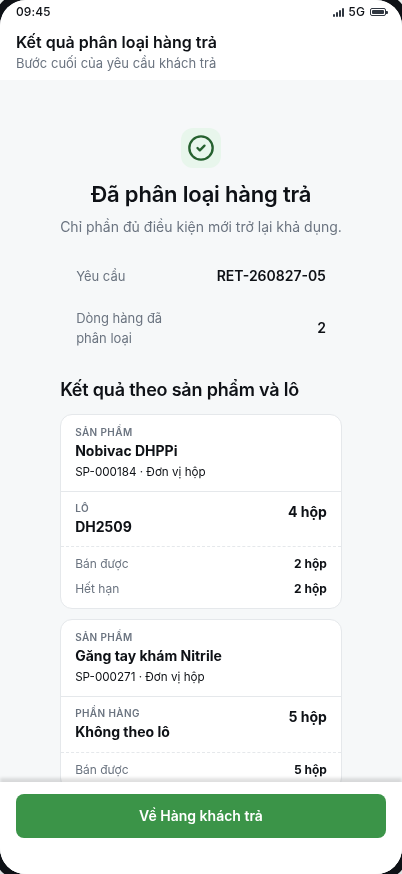 09:45
5G
Kết quả phân loại hàng trả
Bước cuối của yêu cầu khách trả
Đã phân loại hàng trả
Chỉ phần đủ điều kiện mới trở lại khả dụng.
Yêu cầu RET-260827-05
Dòng hàng đã phân loại 2
Kết quả theo sản phẩm và lô
SẢN PHẨM
Nobivac DHPPi
SP-000184 · Đơn vị hộp
LÔ
DH2509 4 hộp
Bán được 2 hộp
Hết hạn 2 hộp
SẢN PHẨM
Găng tay khám Nitrile
SP-000271 · Đơn vị hộp
PHẦN HÀNG
Không theo lô 5 hộp
Bán được 5 hộp
Về Hàng khách trả